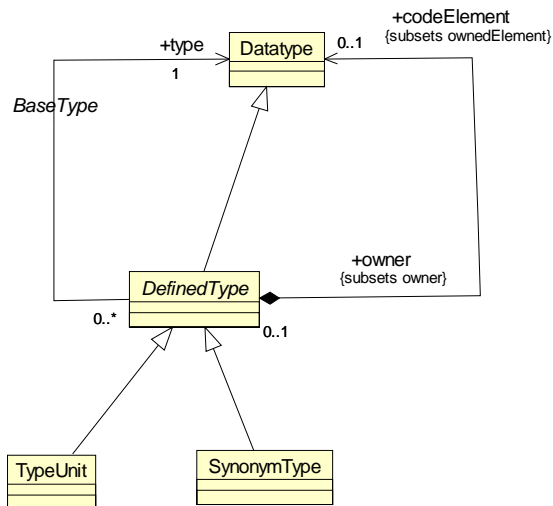 +codeElement
{subsets ownedElement}
+type
Datatype
0..1
1
BaseType
+owner
{subsets owner}
DefinedType
0..*
0..1
TypeUnit
SynonymType